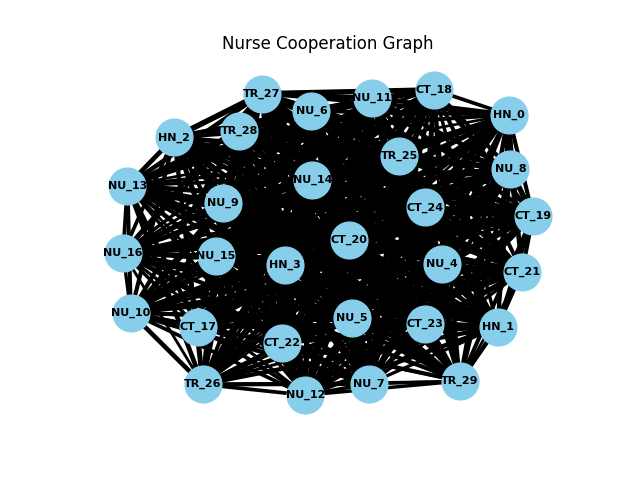 Nurse Cooperation Graph
CT_18
TR_27
NU_11
NU_6
HN_0
TR_28
HN_2
TR_25
NU_8
NU_14
NU_13
NU_9
CT_24
CT_19
CT_20
NU_16
NU_15
HN_3
NU_4
CT_21
NU_10
NU_5
CT_23
CT_17
HN_1
CT_22
TR_29
TR_26
NU_7
NU_12